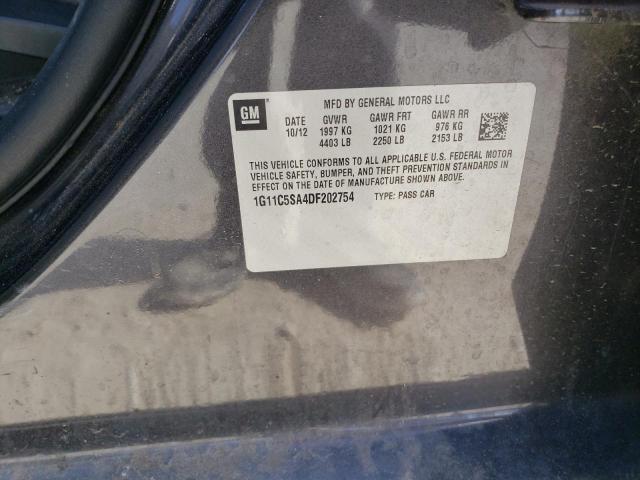 GM
MFD BY GENERAL MOTORS LLC
DATE GVWR GAWR FRT GAWR RR
10/12 1997 KG 1021 KG 976 KG
4403 LB 2250 LB 2153 LB
THIS VEHICLE CONFORMS TO ALL APPLICABLE U.S. FEDERAL MOTOR
VEHICLE SAFETY, BUMPER, AND THEFT PREVENTION STANDARDS IN
EFFECT ON THE DATE OF MANUFACTURE SHOWN ABOVE.
1G11C5SA4DF202754 TYPE: PASS CAR